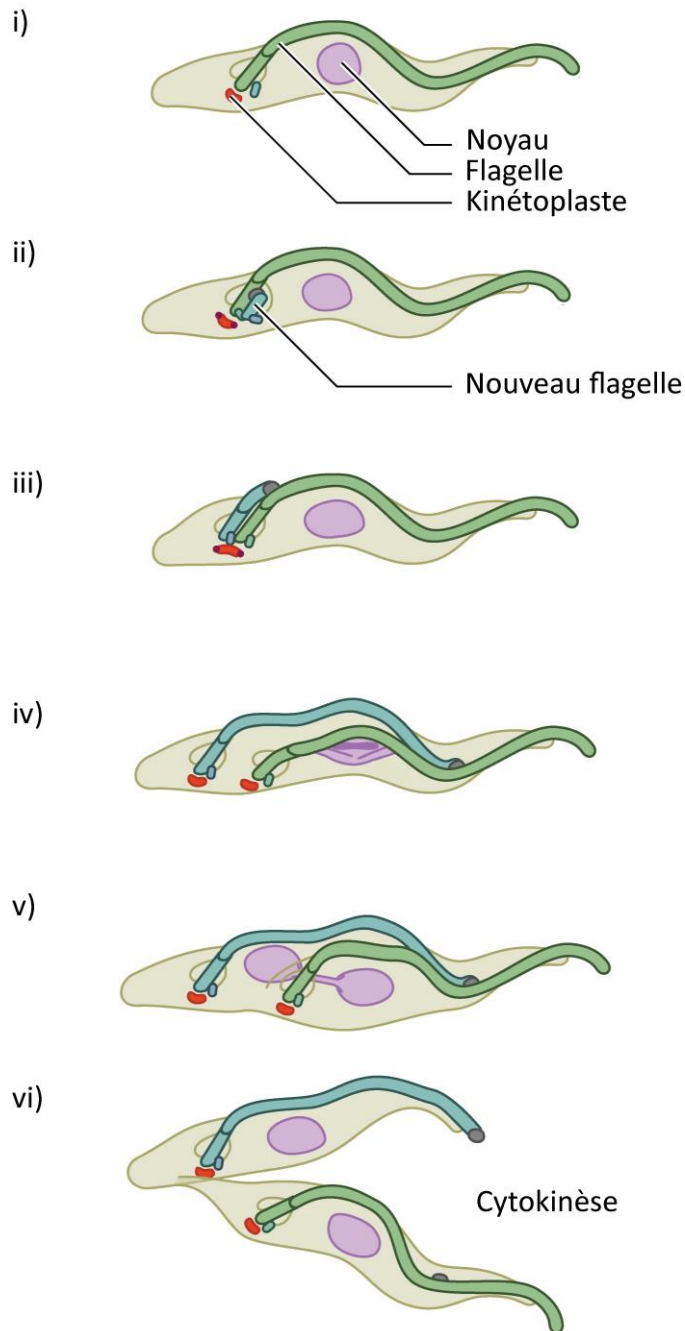 i)
Noyau
Flagelle
Kinétoplaste
ii)
Nouveau flagelle
iii)
iv)
v)
vi)
Cytokinèse